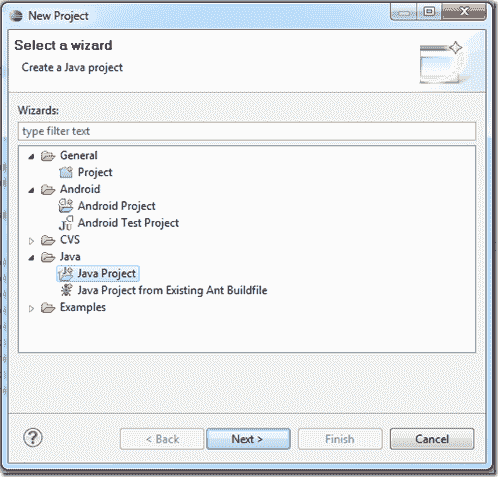 New Project
Select a wizard
Create a Java project
Wizards:
type filter text
General
Project
Android
Android Project
Android Test Project
CVS
Java
Java Project
Java Project from Existing Ant Buildfile
Examples
?
< Back
Next >
Finish
Cancel